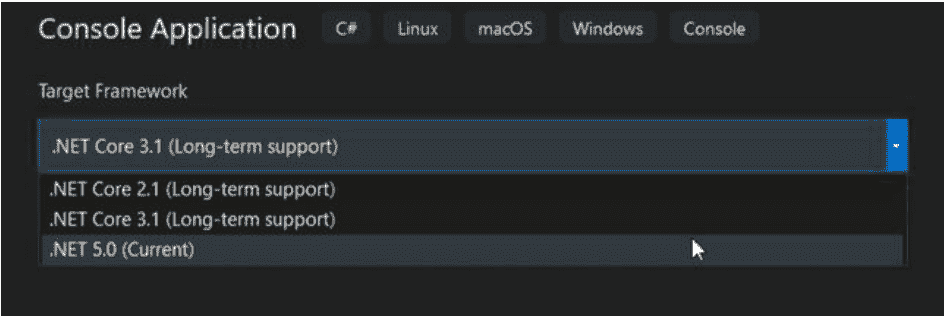 Console Application C# Linux macOS Windows Console
Target Framework
.NET Core 3.1 (Long-term support)
.NET Core 2.1 (Long-term support)
.NET Core 3.1 (Long-term support)
.NET 5.0 (Current)